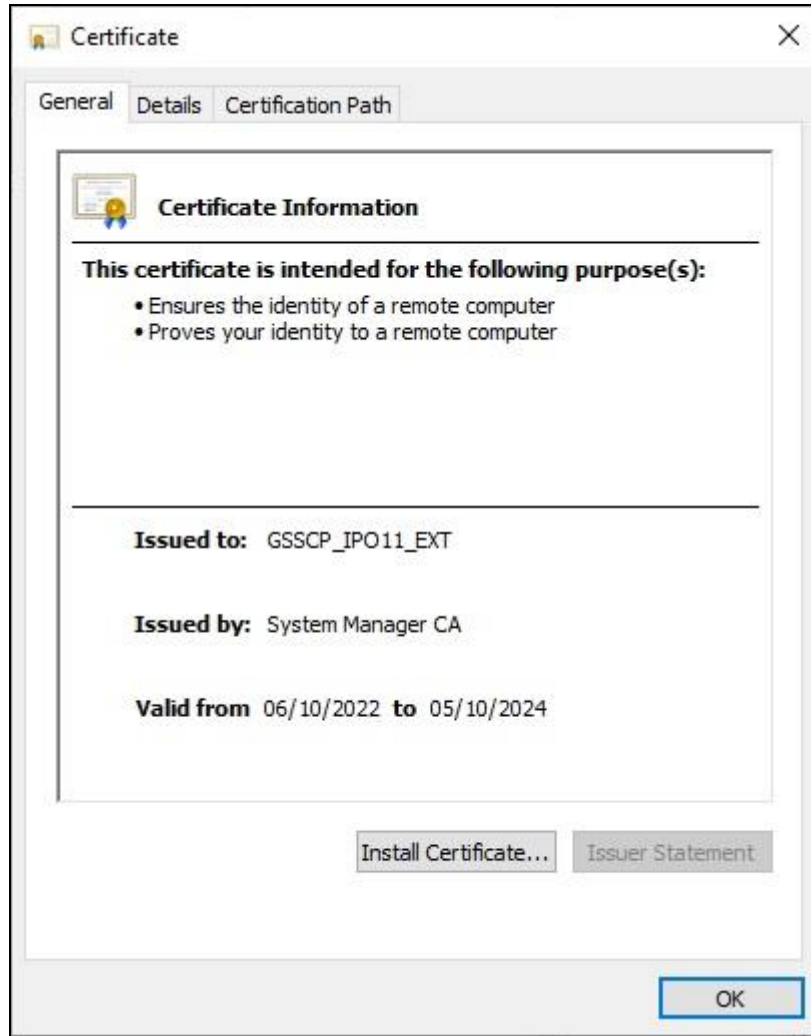 Certificate
General Details Certification Path
Certificate Information
This certificate is intended for the following purpose(s):
• Ensures the identity of a remote computer
• Proves your identity to a remote computer
Issued to: GSSCP_IPO11_EXT
Issued by: System Manager CA
Valid from 06/10/2022 to 05/10/2024
Install Certificate... Issuer Statement
OK